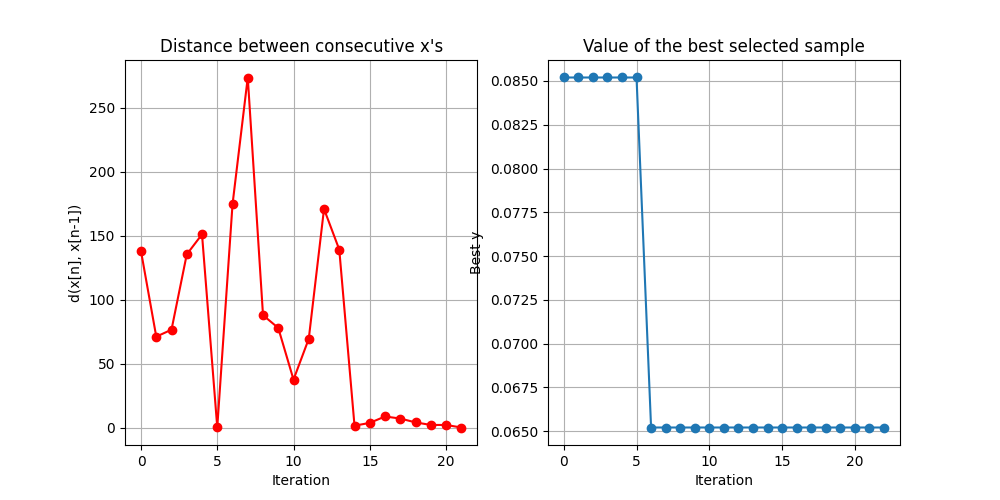 Distance between consecutive x's
d(x[n], x[n-1])
250
200
150
100
50
0
0 5 10 15 20
Iteration
Value of the best selected sample
Best y
0.0850
0.0825
0.0800
0.0775
0.0750
0.0725
0.0700
0.0675
0.0650
0 5 10 15 20
Iteration